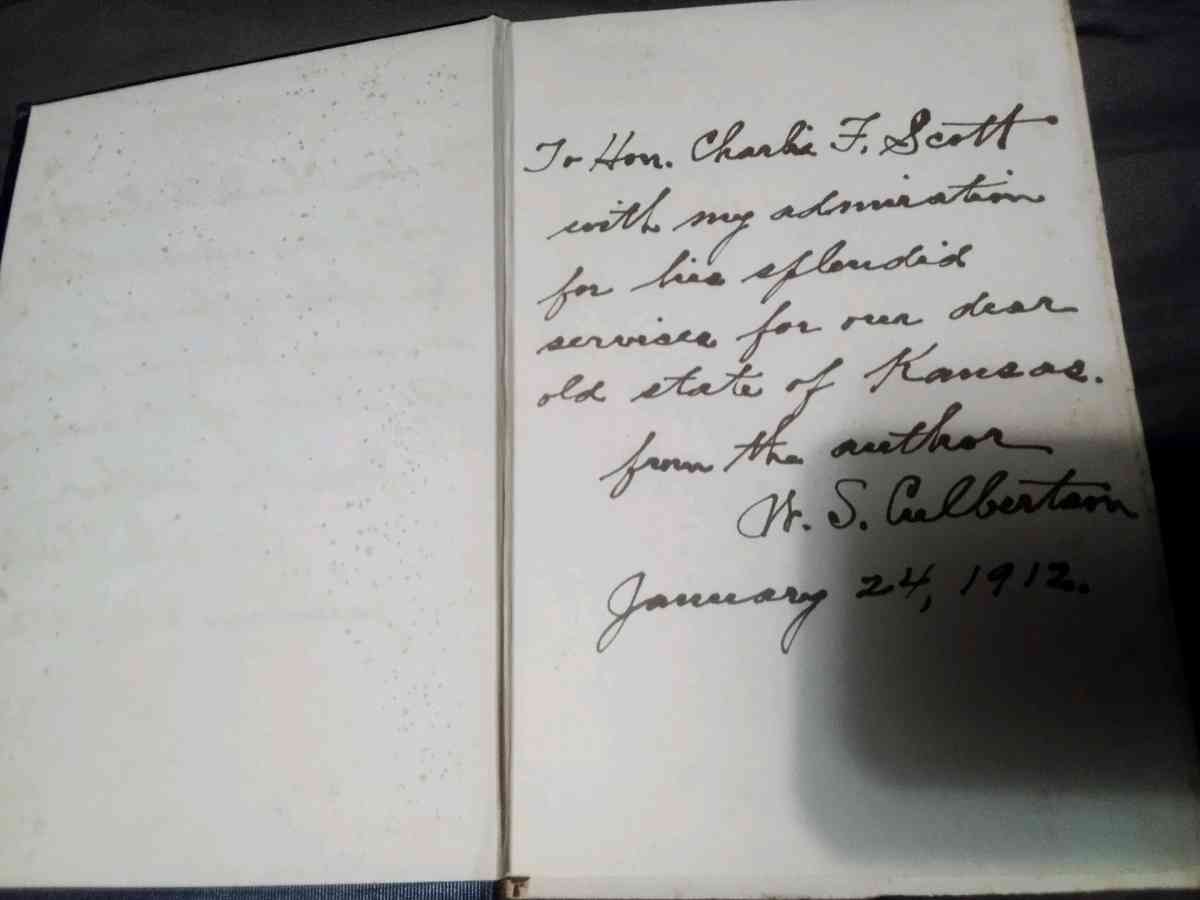 To Hon. Charlie F. Scott
with my admiration
for his splendid
services for our dear
old state of Kansas.
from the author
W. S. Culbertson
January 24, 1912.